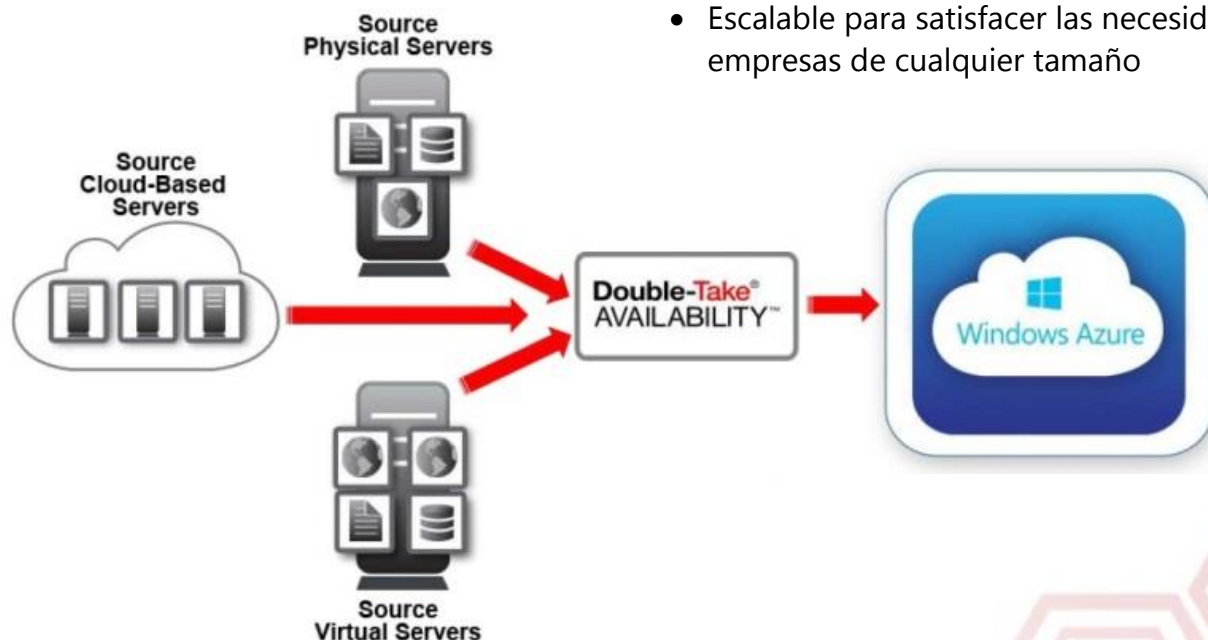 Source
Physical Servers
• Escalable para satisfacer las
empresas de cualquier tamaño
Source
Cloud-Based
Servers
Double-Take®
AVAILABILITY™
Windows Azure
Source
Virtual Servers